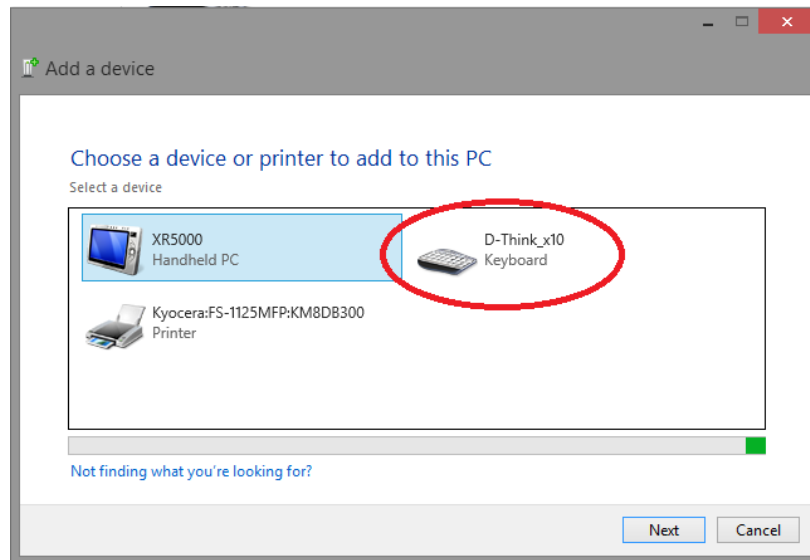 Add a device
Choose a device or printer to add to this PC
Select a device
XR5000
Handheld PC
D-Think_x10
Keyboard
Kyocera:FS-1125MFP:KM8DB300
Printer
Not finding what you're looking for?
Next
Cancel